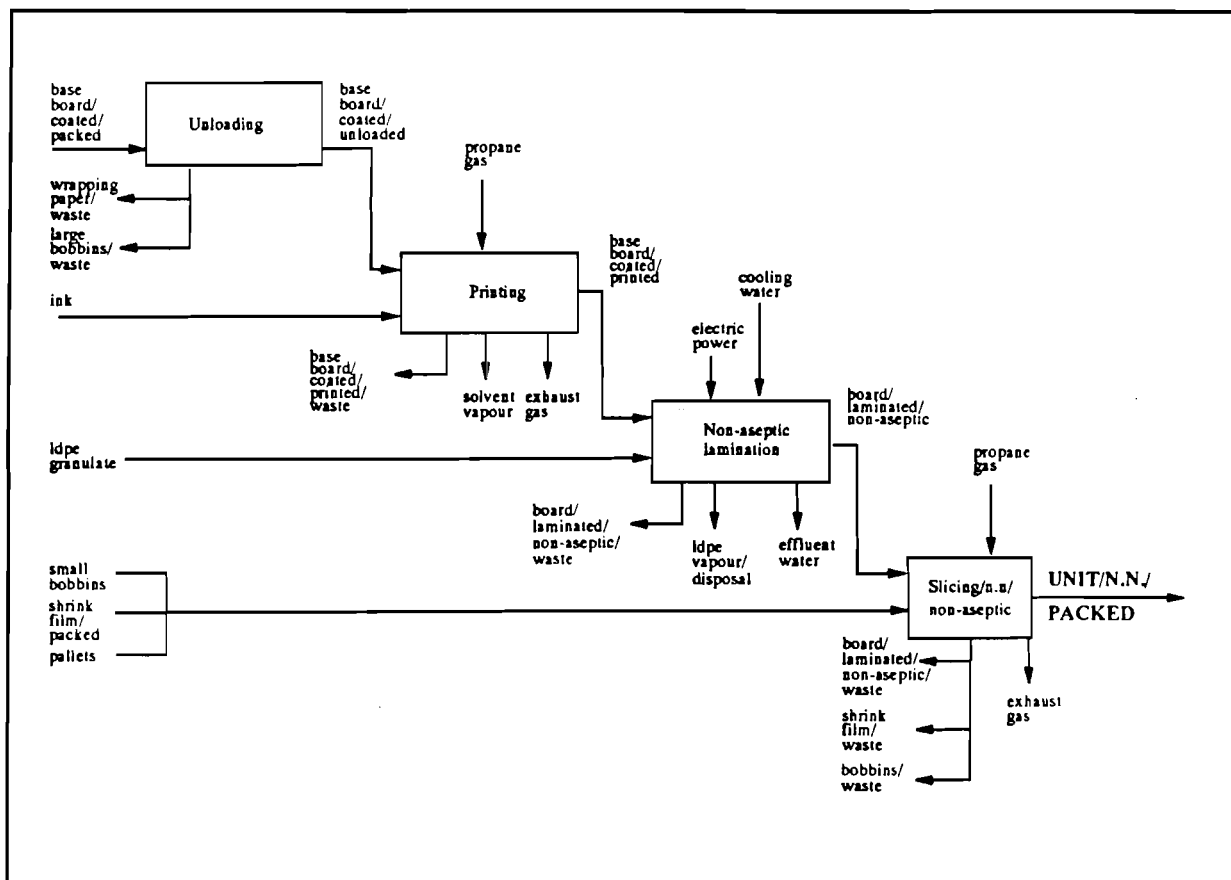 base
board/
coated/
packed
Unloading
base
board/
coated/
unloaded
wrapping
paper/
waste
large
bobbins/
waste
propane
gas
ink
Printing
base
board/
coated/
printed
base
board/
coated/
printed/
waste
solvent
vapour
exhaust
gas
cooling
water
electric
power
ldpe
granulate
Non-aseptic
lamination
board/
laminated/
non-aseptic
board/
laminated/
non-aseptic/
waste
ldpe
vapour/
disposal
effluent
water
propane
gas
small
bobbins
shrink
film/
packed
pallets
Slicing/n.n/
non-aseptic
UNIT/N.N./
PACKED
board/
laminated/
non-aseptic/
waste
shrink
film/
waste
bobbins/
waste
exhaust
gas